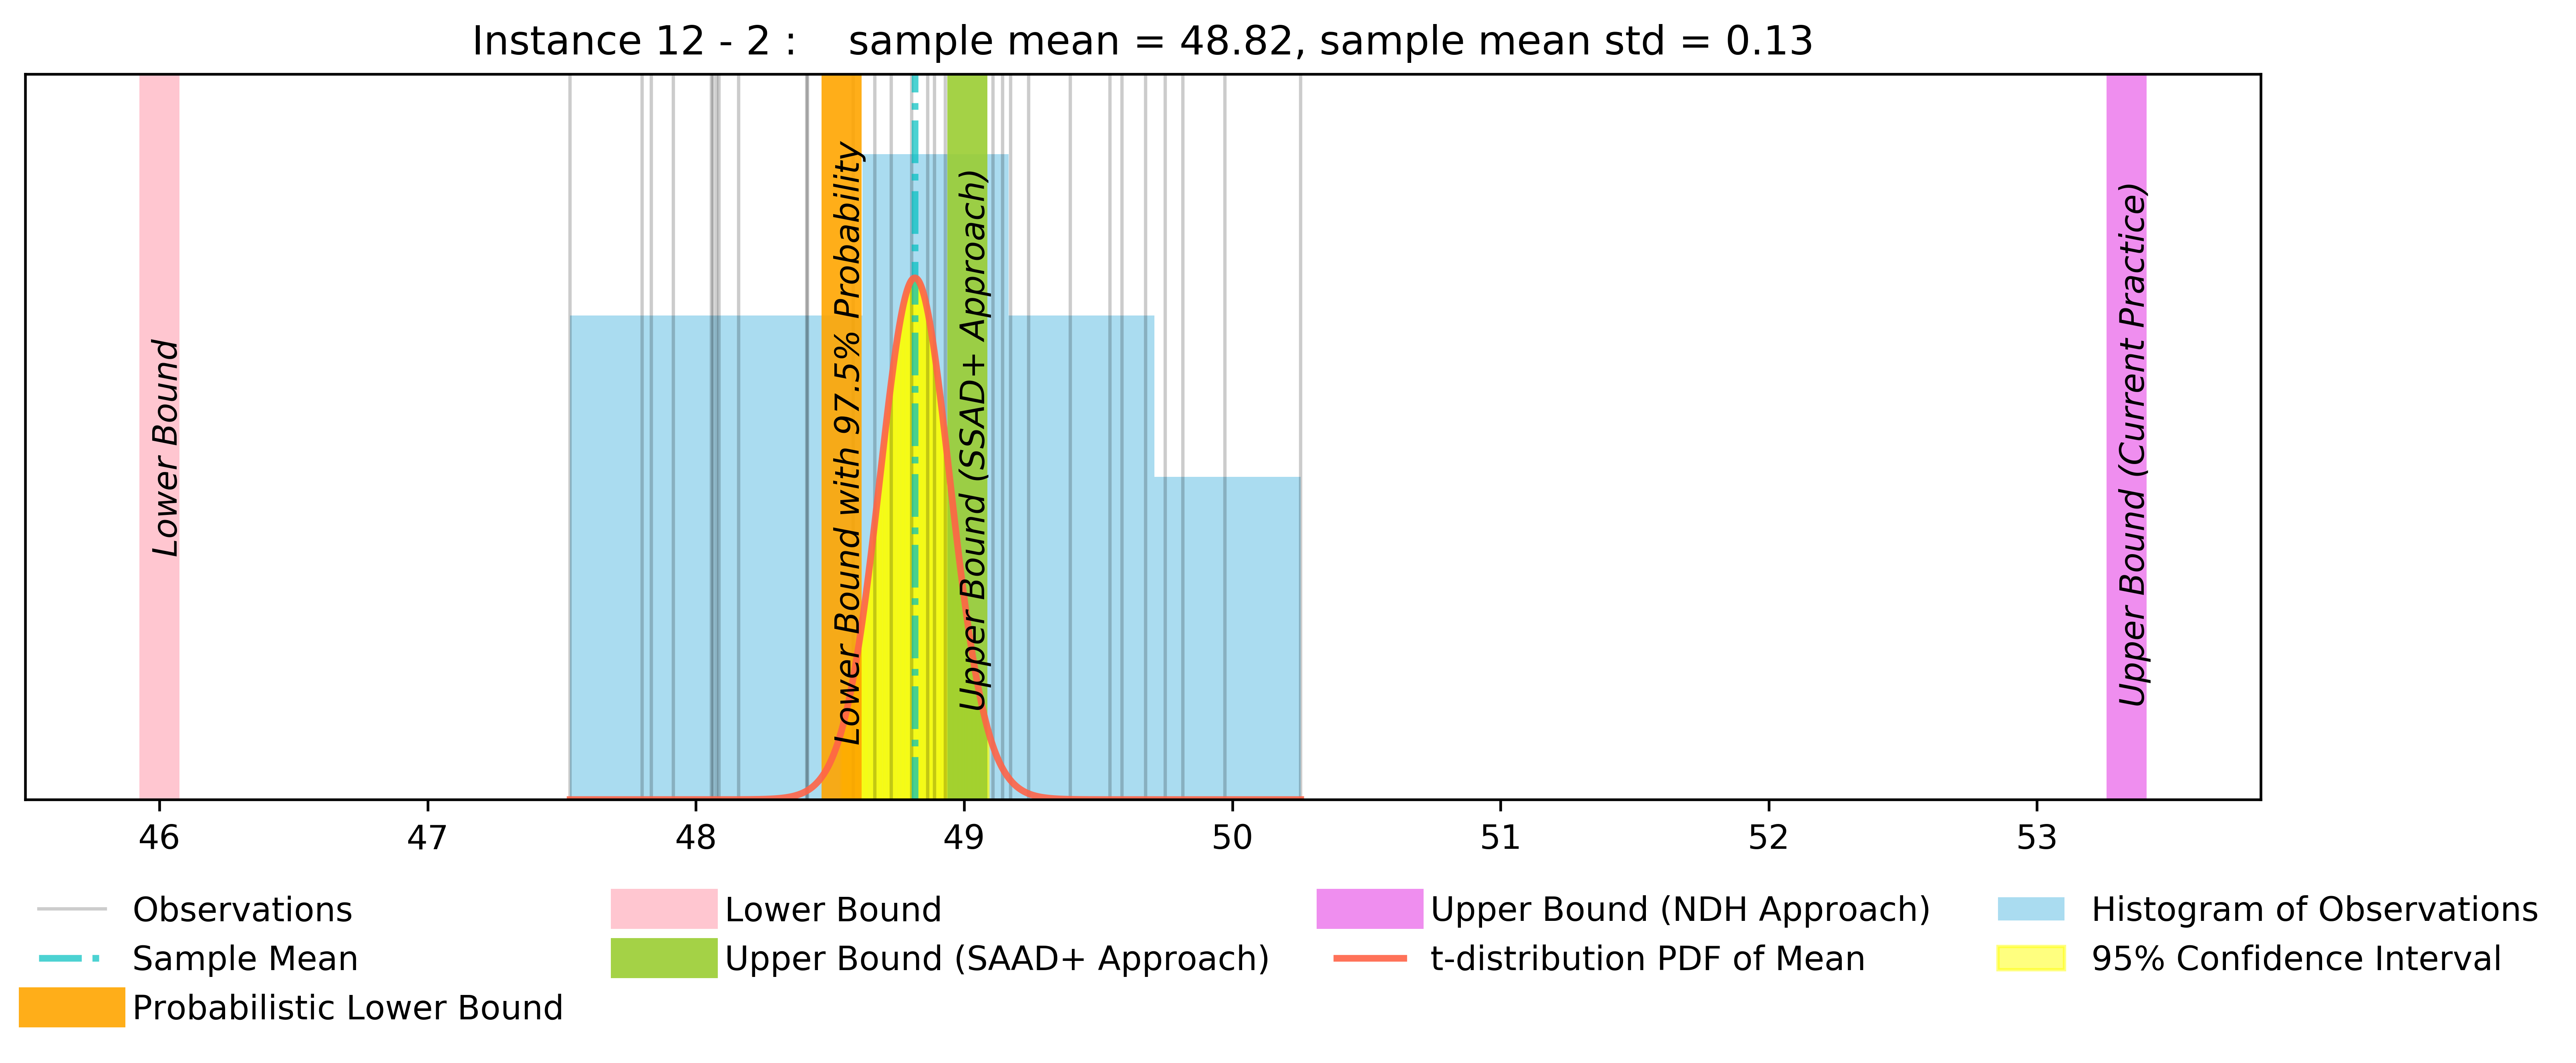 Instance 12 - 2 :    sample mean = 48.82, sample mean std = 0.13
Lower Bound
Lower Bound with 97.5% Probability
Upper Bound (SSAD+ Approach)
Upper Bound (Current Practice)
46 47 48 49 50 51 52 53
Observations Lower Bound Upper Bound (NDH Approach) Histogram of Observations
Sample Mean Upper Bound (SAAD+ Approach) t-distribution PDF of Mean 95% Confidence Interval
Probabilistic Lower Bound